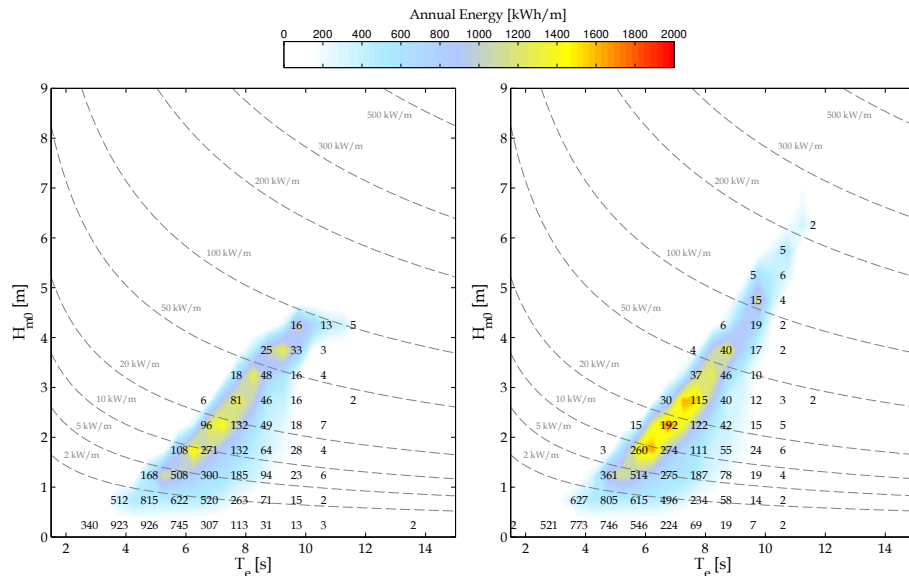 Annual Energy [kWh/m]
0 200 400 600 800 1000 1200 1400 1600 1800 2000
9
500 kW/m
8
300 kW/m
7
200 kW/m
6
100 kW/m
5
H_m0 [m]
50 kW/m
16 13 5
4
25 33 3
20 kW/m
18 48 16 4
3
10 kW/m
6 81 46 16 2
5 kW/m
96 132 49 18 7
2
108 271 132 64 28 4
2 kW/m
168 508 300 185 94 23 6
1
512 815 622 520 263 71 15 2
340 923 926 745 307 113 31 13 3 2
0
2 4 6 8 10 12 14
T_e [s]
9
500 kW/m
8
300 kW/m
7
200 kW/m
2
6
100 kW/m
5
5 6
5
H_m0 [m]
15 4
50 kW/m
6 19 2
4
4 40 17 2
20 kW/m
37 46 10
3
10 kW/m
30 115 40 12 3 2
5 kW/m
15 192 122 42 15 5
2
3 260 274 111 55 24 6
2 kW/m
361 514 275 187 78 19 4
1
627 805 615 496 234 58 14 2
2 521 773 746 546 224 69 19 7 2
0
2 4 6 8 10 12 14
T_e [s]